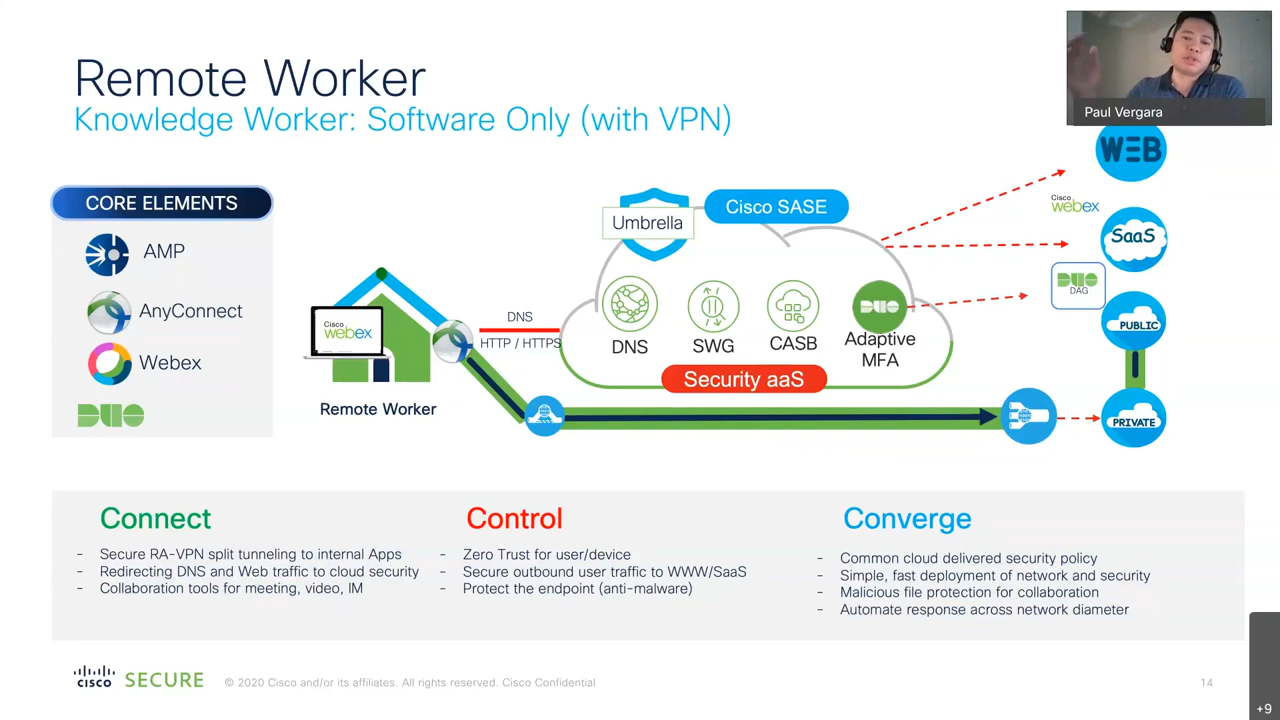 Remote Worker
Knowledge Worker: Software Only (with VPN)
Paul Vergara
CORE ELEMENTS
AMP
AnyConnect
Webex
DUO
Cisco
webex
Remote Worker
DNS
HTTP / HTTPS
Umbrella
Cisco SASE
DNS
SWG
CASB
DUO
Adaptive
MFA
Security aaS
WEB
Cisco
webex
SaaS
DUO
DAG
PUBLIC
PRIVATE
Connect
- Secure RA-VPN split tunneling to internal Apps
- Redirecting DNS and Web traffic to cloud security
- Collaboration tools for meeting, video, IM
Control
- Zero Trust for user/device
- Secure outbound user traffic to WWW/SaaS
- Protect the endpoint (anti-malware)
Converge
- Common cloud delivered security policy
- Simple, fast deployment of network and security
- Malicious file protection for collaboration
- Automate response across network diameter
CISCO SECURE
© 2020 Cisco and/or its affiliates. All rights reserved. Cisco Confidential
14
+9